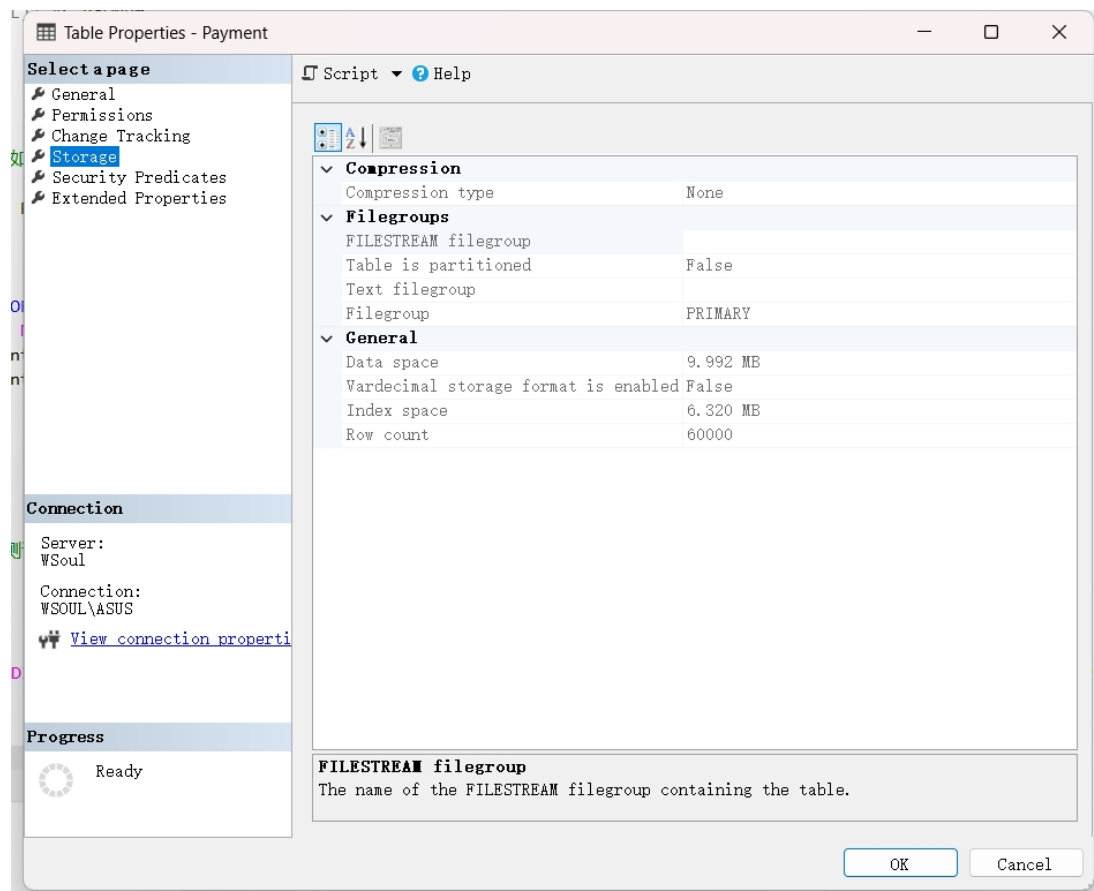 Table Properties - Payment
Select a page
General
Permissions
Change Tracking
Storage
Security Predicates
Extended Properties
Script
Help
Compression
Compression type None
Filegroups
FILESTREAM filegroup
Table is partitioned False
Text filegroup
Filegroup PRIMARY
General
Data space 9.992 MB
Vardecimal storage format is enabled False
Index space 6.320 MB
Row count 60000
Connection
Server:
WSoul
Connection:
WSOUL\ASUS
View connection properti
Progress
Ready
FILESTREAM filegroup
The name of the FILESTREAM filegroup containing the table.
OK
Cancel